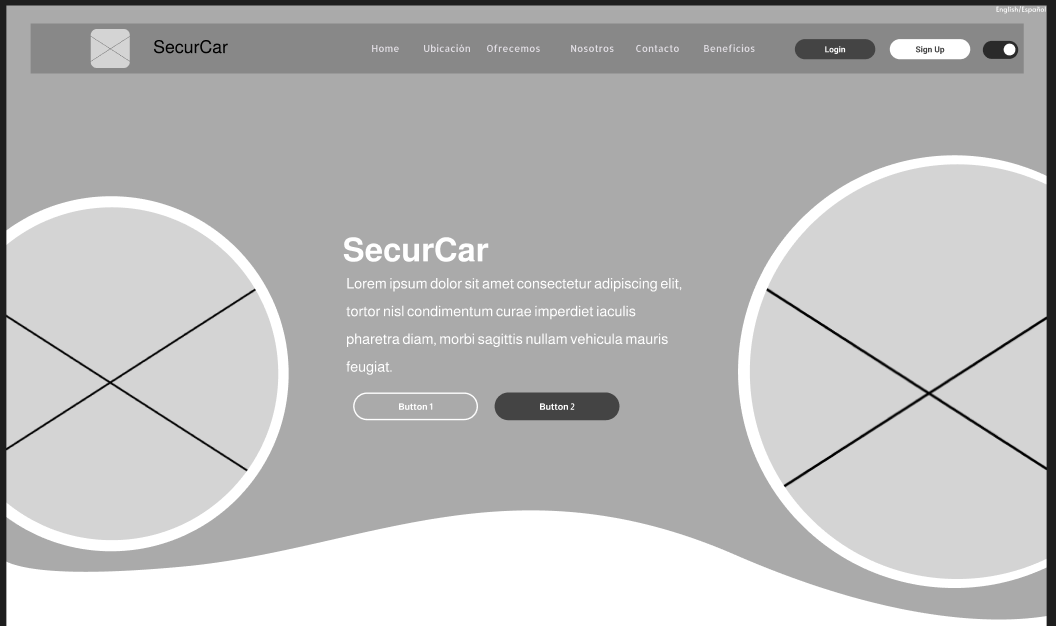 English/Español
SecurCar
Home Ubicación Ofrecemos Nosotros Contacto Beneficios Login Sign Up
SecurCar
Lorem ipsum dolor sit amet consectetur adipiscing elit,
tortor nisl condimentum curae imperdiet iaculis
pharetra diam, morbi sagittis nullam vehicula mauris
feugiat.
Button 1 Button 2